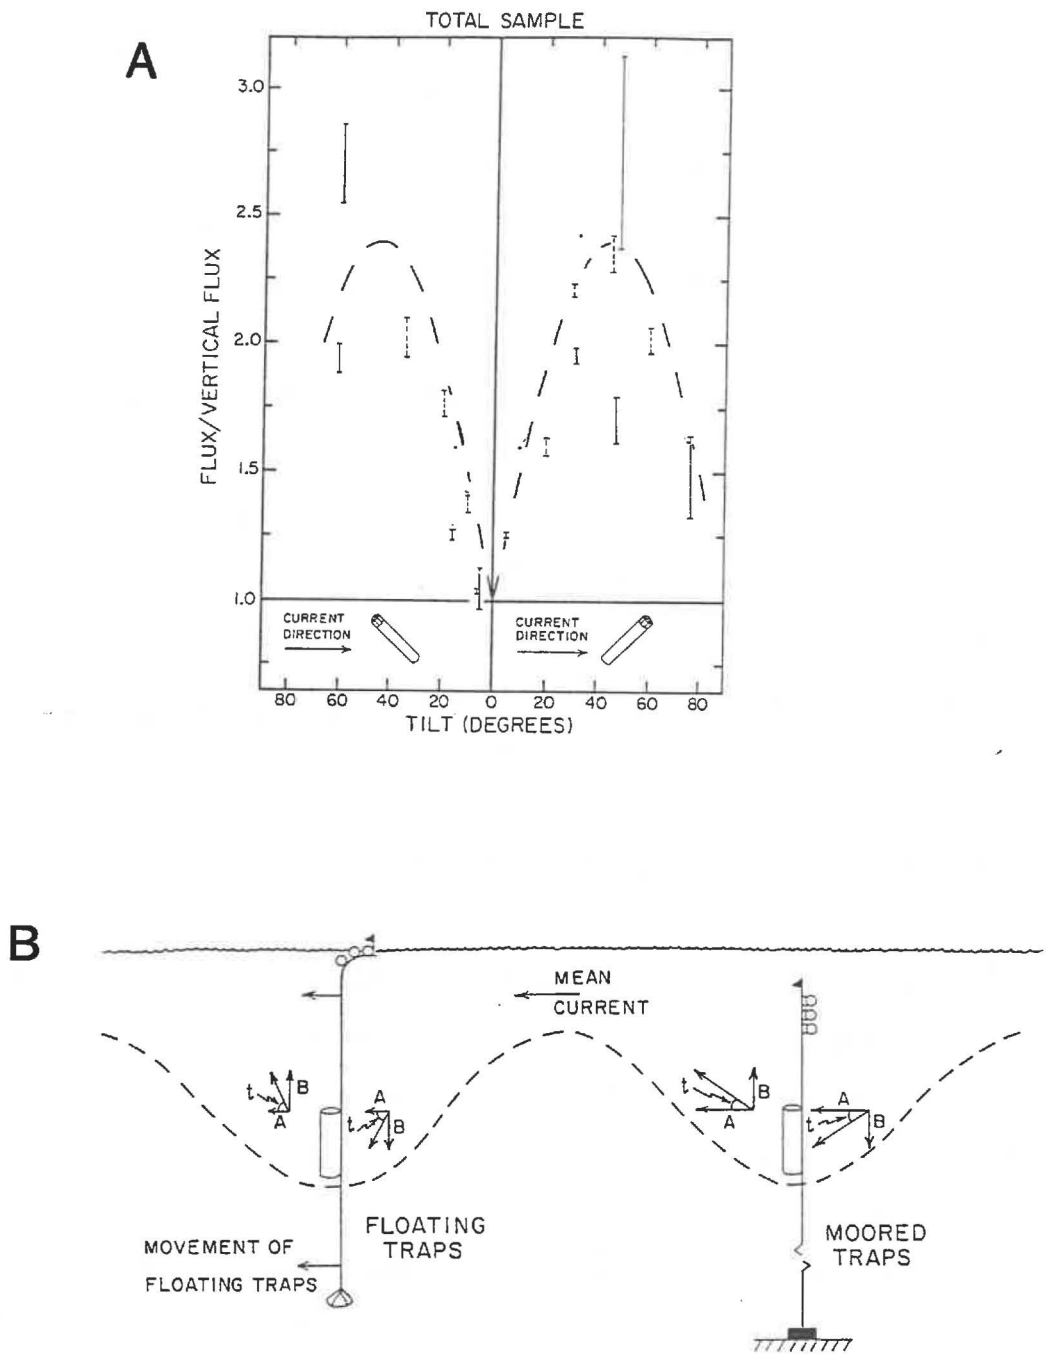 A
TOTAL SAMPLE
3.0
2.5
2.0
1.5
1.0
FLUX/VERTICAL FLUX
CURRENT
DIRECTION
CURRENT
DIRECTION
80 60 40 20 0 20 40 60 80
TILT (DEGREES)
B
MEAN
CURRENT
t
B
A
A
t
B
t
B
A
A
t
B
FLOATING
TRAPS
MOORED
TRAPS
MOVEMENT OF
FLOATING TRAPS